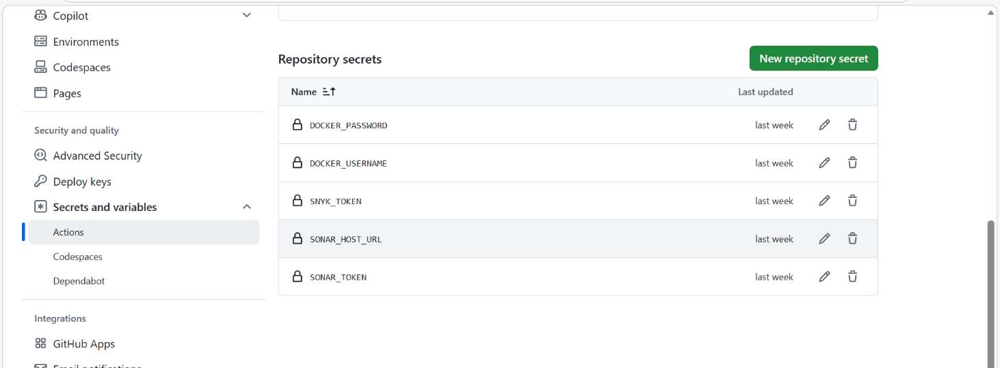 Copilot
Environments
Codespaces
Pages
Security and quality
Advanced Security
Deploy keys
Secrets and variables
Actions
Codespaces
Dependabot
Integrations
GitHub Apps
Email notifications
Repository secrets
New repository secret
Name
Last updated
DOCKER_PASSWORD last week
DOCKER_USERNAME last week
SNYK_TOKEN last week
SONAR_HOST_URL last week
SONAR_TOKEN last week